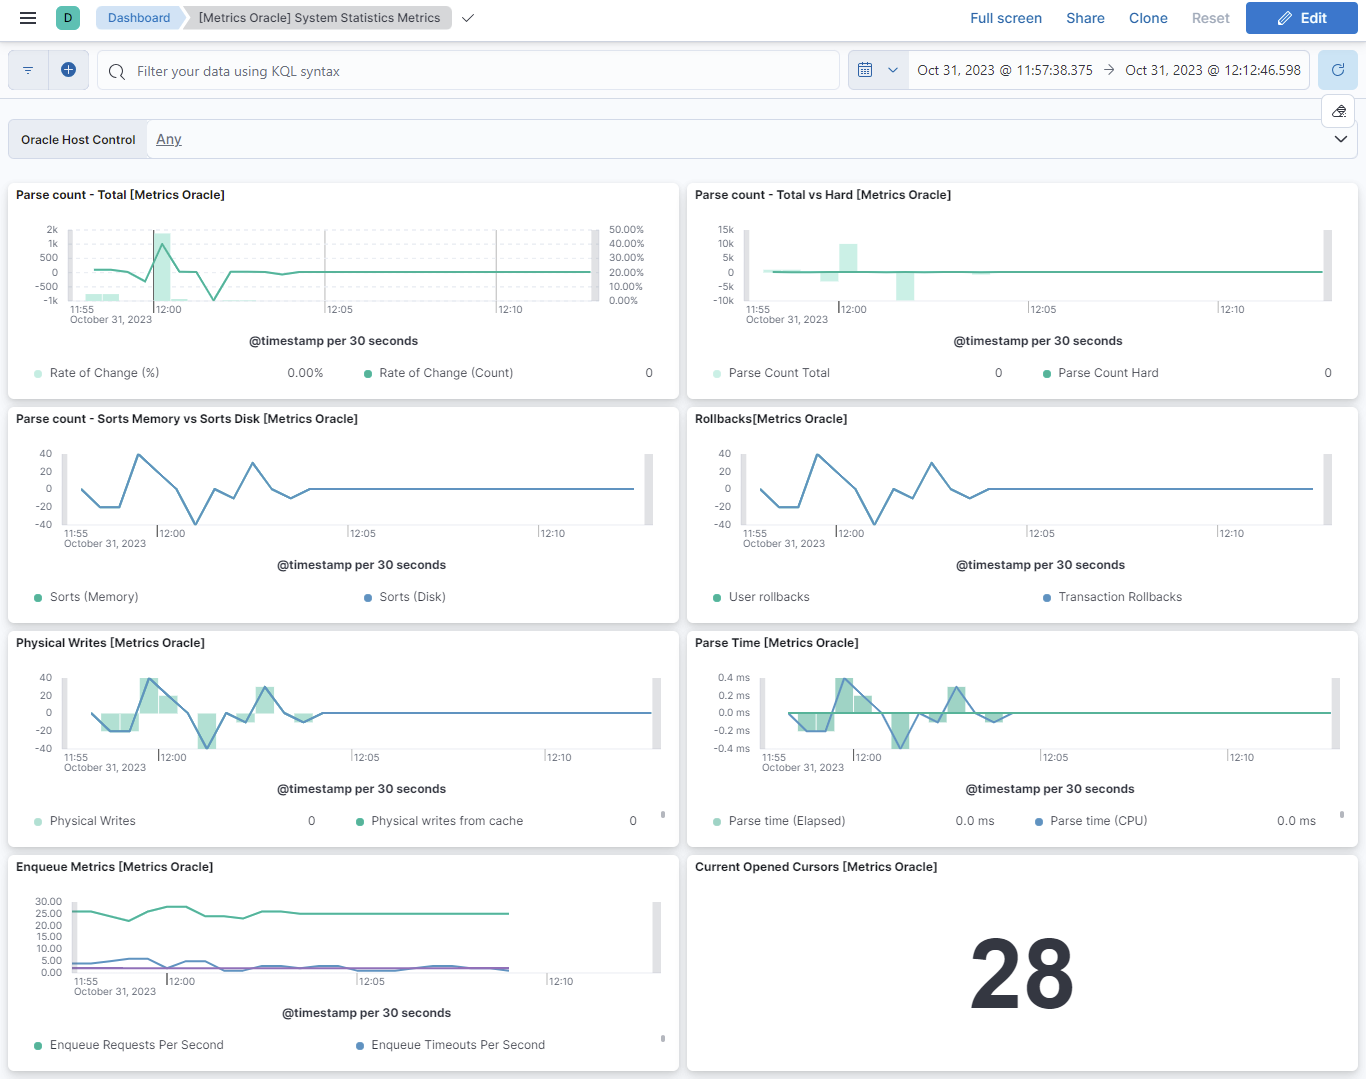 D Dashboard [Metrics Oracle] System Statistics Metrics Full screen Share Clone Reset Edit
Filter your data using KQL syntax Oct 31, 2023 @ 11:57:38.375 → Oct 31, 2023 @ 12:12:46.598
Oracle Host Control Any
Parse count - Total [Metrics Oracle]
2k
1k
500
0
-500
-1k
50.00%
40.00%
30.00%
20.00%
10.00%
0.00%
11:55 12:00 12:05 12:10
October 31, 2023
@timestamp per 30 seconds
Rate of Change (%) 0.00% Rate of Change (Count) 0
Parse count - Total vs Hard [Metrics Oracle]
15k
10k
5k
0
-5k
-10k
11:55 12:00 12:05 12:10
October 31, 2023
@timestamp per 30 seconds
Parse Count Total 0 Parse Count Hard 0
Parse count - Sorts Memory vs Sorts Disk [Metrics Oracle]
40
20
0
-20
-40
11:55 12:00 12:05 12:10
October 31, 2023
@timestamp per 30 seconds
Sorts (Memory) Sorts (Disk)
Rollbacks[Metrics Oracle]
40
20
0
-20
-40
11:55 12:00 12:05 12:10
October 31, 2023
@timestamp per 30 seconds
User rollbacks Transaction Rollbacks
Physical Writes [Metrics Oracle]
40
20
0
-20
-40
11:55 12:00 12:05 12:10
October 31, 2023
@timestamp per 30 seconds
Physical Writes 0 Physical writes from cache 0
Parse Time [Metrics Oracle]
0.4 ms
0.2 ms
0.0 ms
-0.2 ms
-0.4 ms
11:55 12:00 12:05 12:10
October 31, 2023
@timestamp per 30 seconds
Parse time (Elapsed) 0.0 ms Parse time (CPU) 0.0 ms
Enqueue Metrics [Metrics Oracle]
30.00
25.00
20.00
15.00
10.00
5.00
0.00
11:55 12:00 12:05 12:10
October 31, 2023
@timestamp per 30 seconds
Enqueue Requests Per Second Enqueue Timeouts Per Second
Current Opened Cursors [Metrics Oracle]
28